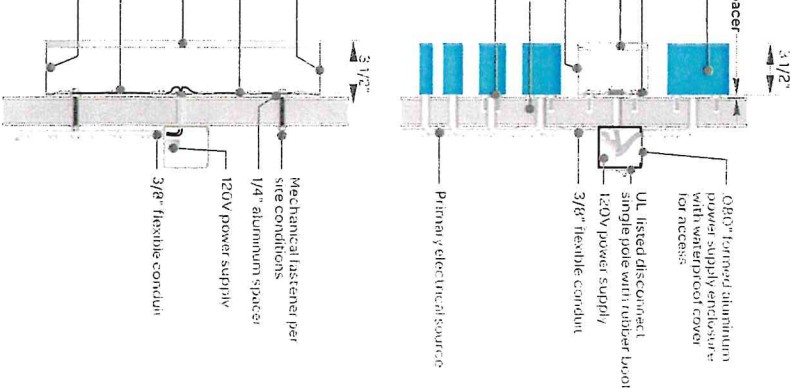 3 1/2"
.080" formed aluminum
power supply enclosure
with waterproof cover
for access
UL listed disconnect
single pole with rubber boot
120V power supply
3/8" flexible conduit
Primary electrical source
3 1/2"
Mechanical fastener per
site conditions
1/4" aluminum spacer
120V power supply
3/8" flexible conduit